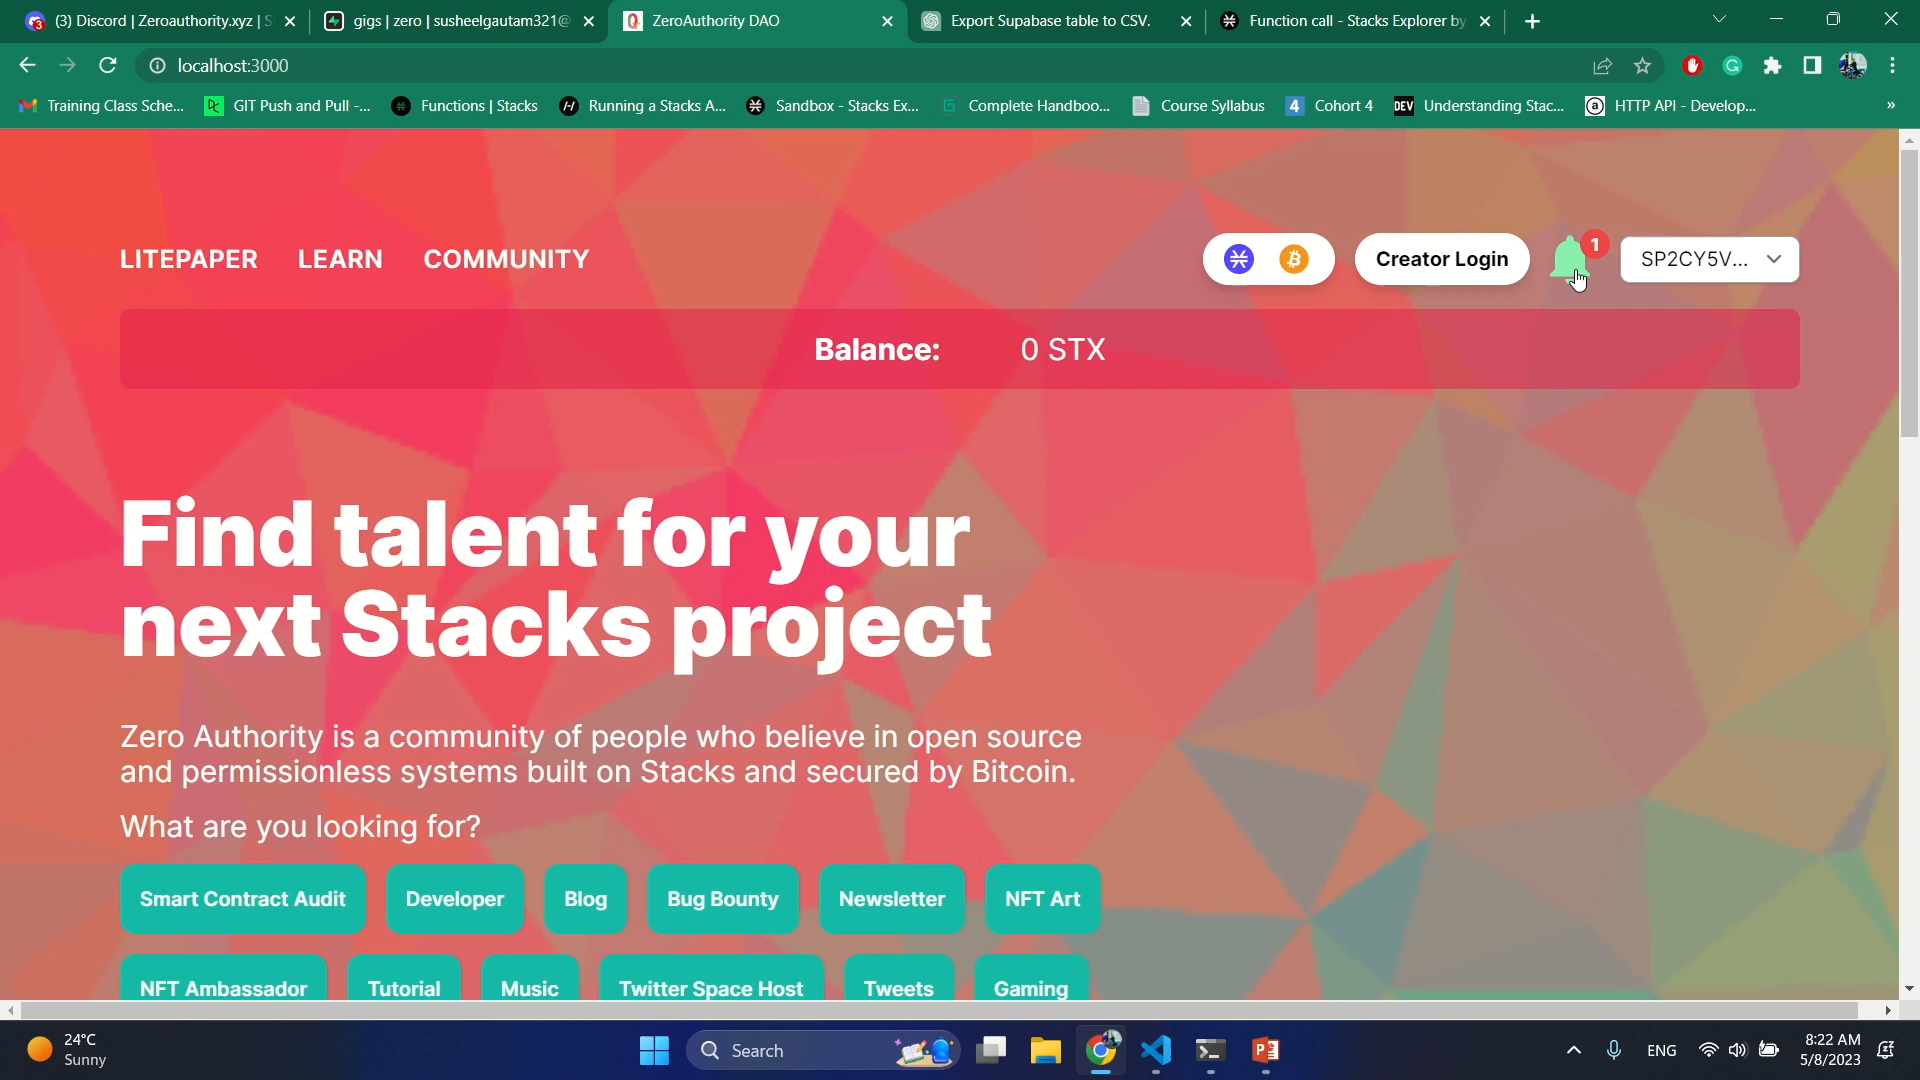 (3) Discord | Zeroauthority.xyz | S
gigs | zero | susheelgautam321@
ZeroAuthority DAO
Export Supabase table to CSV.
Function call - Stacks Explorer by
localhost:3000
Training Class Sche...
GIT Push and Pull -...
Functions | Stacks
Running a Stacks A...
Sandbox - Stacks Ex...
Complete Handboo...
Course Syllabus
4 Cohort 4
DEV Understanding Stac...
HTTP API - Develop...
»
LITEPAPER
LEARN
COMMUNITY
Creator Login
1
SP2CY5V...
Balance: 0 STX
Find talent for your
next Stacks project
Zero Authority is a community of people who believe in open source
and permissionless systems built on Stacks and secured by Bitcoin.
What are you looking for?
Smart Contract Audit
Developer
Blog
Bug Bounty
Newsletter
NFT Art
NFT Ambassador
Tutorial
Music
Twitter Space Host
Tweets
Gaming
24°C
Sunny
Search
ENG
8:22 AM
5/8/2023